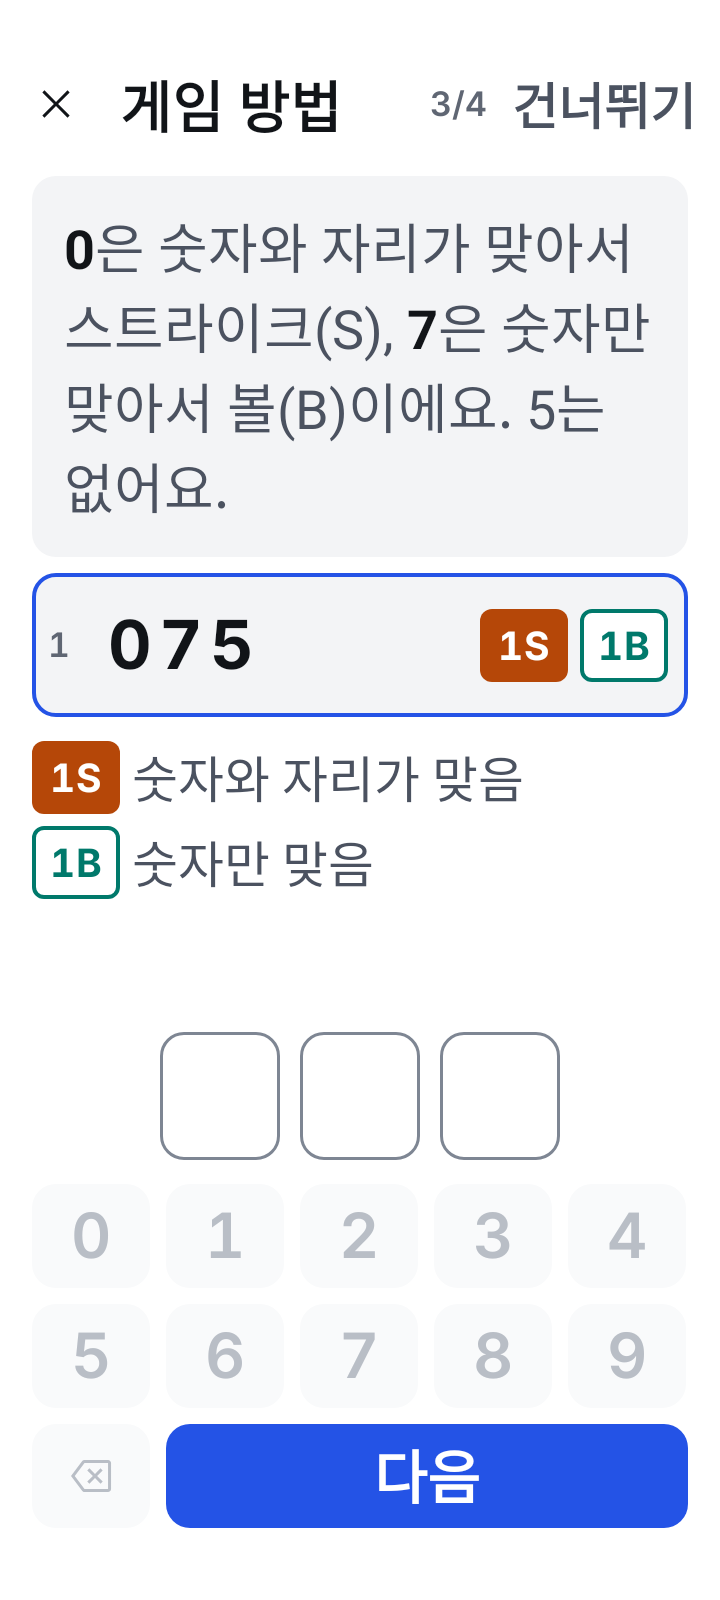 게임 방법 3/4 건너뛰기
0은 숫자와 자리가 맞아서
스트라이크(S), 7은 숫자만
맞아서 볼(B)이에요. 5는
없어요.
1 075 1S 1B
1S 숫자와 자리가 맞음
1B 숫자만 맞음
0 1 2 3 4
5 6 7 8 9
다음